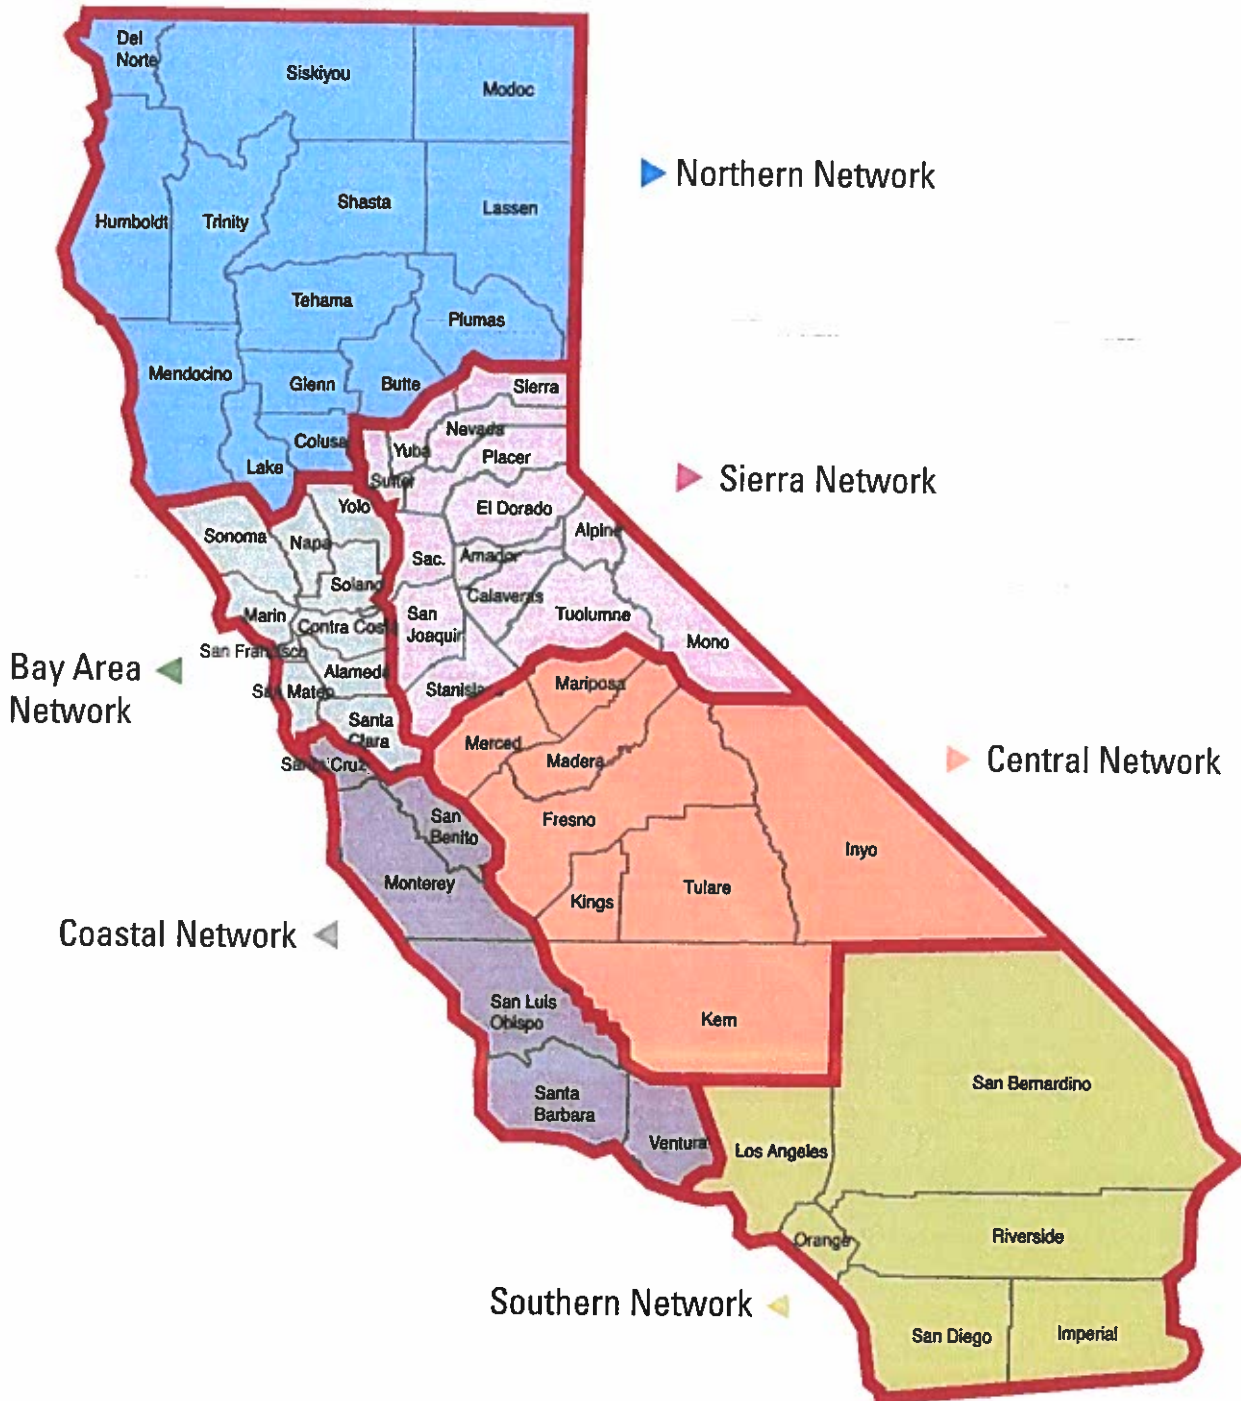 Del
Norte
Siskiyou
Modoc
Northern Network
Humboldt
Trinity
Shasta
Lassen
Tehama
Plumas
Mendocino
Glenn
Butte
Sierra
Colusa
Nevada
Yuba
Placer
Lake
Sutter
Sierra Network
Yolo
El Dorado
Sonoma
Napa
Alpine
Sac.
Amador
Solano
Calaveras
Marin
Contra Costa
San
Joaquin
Tuolumne
Mono
San Francisco
Bay Area
Network
Alameda
San Mateo
Stanislaus
Mariposa
Santa
Clara
Merced
Santa Cruz
Madera
Central Network
San
Benito
Fresno
Inyo
Monterey
Kings
Tulare
Coastal Network
San Luis
Obispo
Kern
San Bernardino
Santa
Barbara
Ventura
Los Angeles
Orange
Riverside
Southern Network
San Diego
Imperial